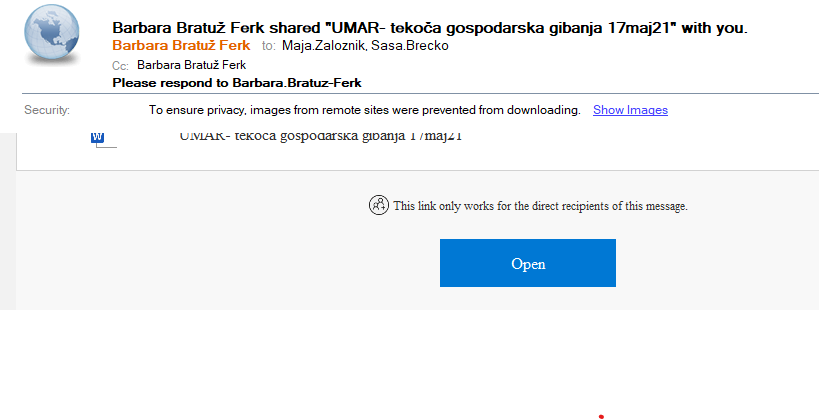 Barbara Bratuž Ferk shared "UMAR- tekoča gospodarska gibanja 17maj21" with you.
Barbara Bratuž Ferk to: Maja.Zaloznik, Sasa.Brecko
Cc: Barbara Bratuž Ferk
Please respond to Barbara.Bratuz-Ferk
Security: To ensure privacy, images from remote sites were prevented from downloading. Show Images
W UMAR- tekoča gospodarska gibanja 17maj21
This link only works for the direct recipients of this message.
Open